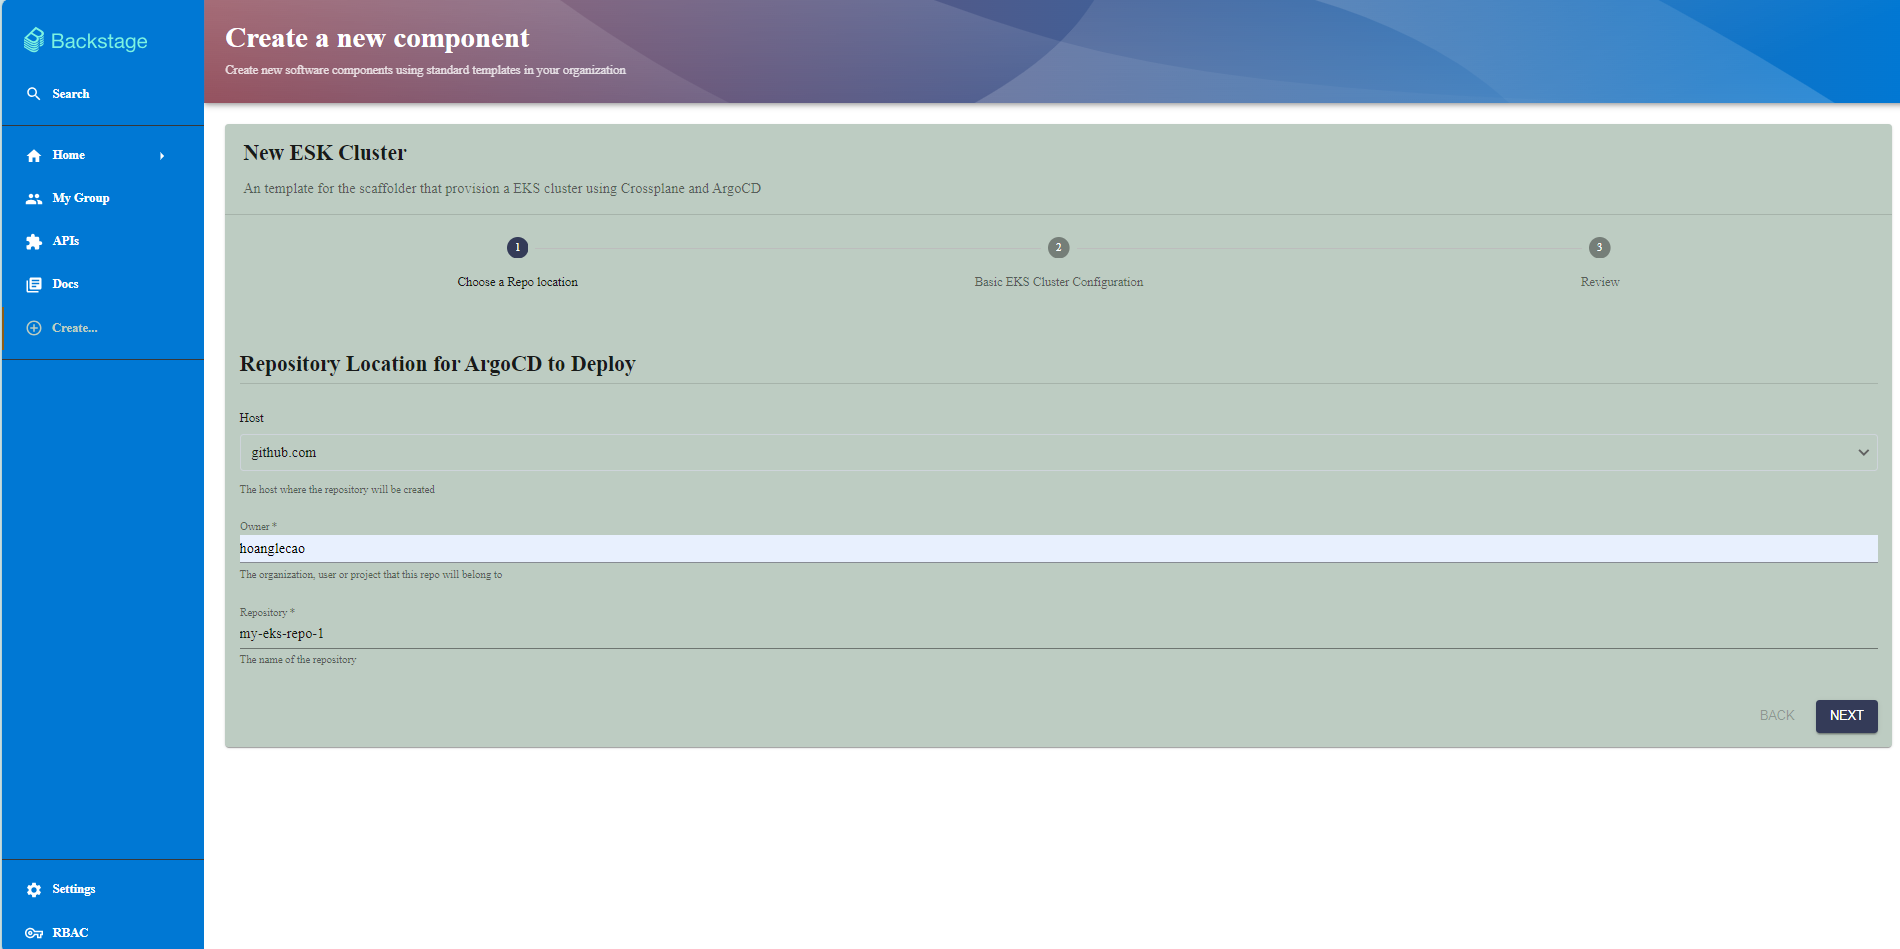 Backstage
Search
Home
My Group
APIs
Docs
Create...
Settings
RBAC
Create a new component
Create new software components using standard templates in your organization
New ESK Cluster
An template for the scaffolder that provision a EKS cluster using Crossplane and ArgoCD
1
2
3
Choose a Repo location
Basic EKS Cluster Configuration
Review
Repository Location for ArgoCD to Deploy
Host
github.com
The host where the repository will be created
Owner *
hoanglecao
The organization, user or project that this repo will belong to
Repository *
my-eks-repo-1
The name of the repository
BACK
NEXT